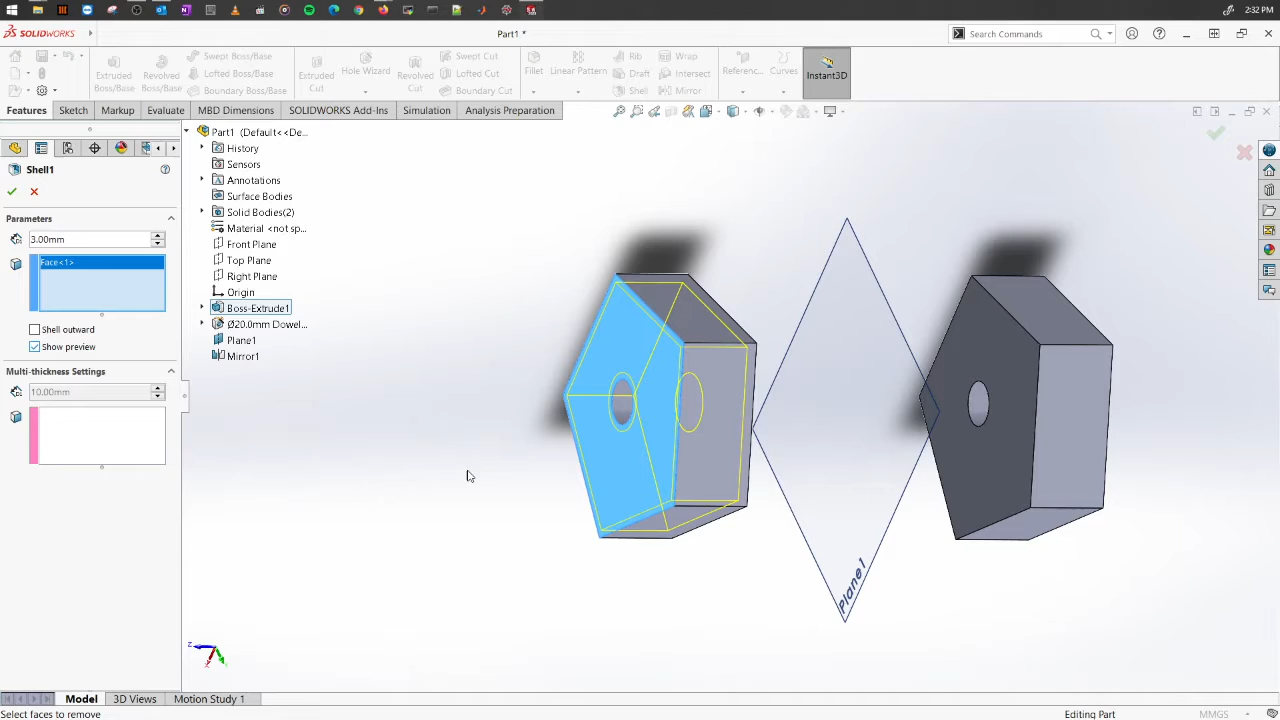 2:32 PM
SOLIDWORKS
Part1 *
Search Commands
Extruded Boss/Base
Revolved Boss/Base
Swept Boss/Base
Lofted Boss/Base
Boundary Boss/Base
Extruded Cut
Hole Wizard
Revolved Cut
Swept Cut
Lofted Cut
Boundary Cut
Fillet
Linear Pattern
Rib
Draft
Shell
Wrap
Intersect
Mirror
Referenc...
Curves
Instant3D
Features
Sketch
Markup
Evaluate
MBD Dimensions
SOLIDWORKS Add-Ins
Simulation
Analysis Preparation
Shell1
Parameters
3.00mm
Face<1>
Shell outward
Show preview
Multi-thickness Settings
10.00mm
Part1 (Default<<De...
History
Sensors
Annotations
Surface Bodies
Solid Bodies(2)
Material <not sp...
Front Plane
Top Plane
Right Plane
Origin
Boss-Extrude1
Ø20.0mm Dowel...
Plane1
Mirror1
Plane1
Z
X
Y
Model
3D Views
Motion Study 1
Select faces to remove
Editing Part
MMGS